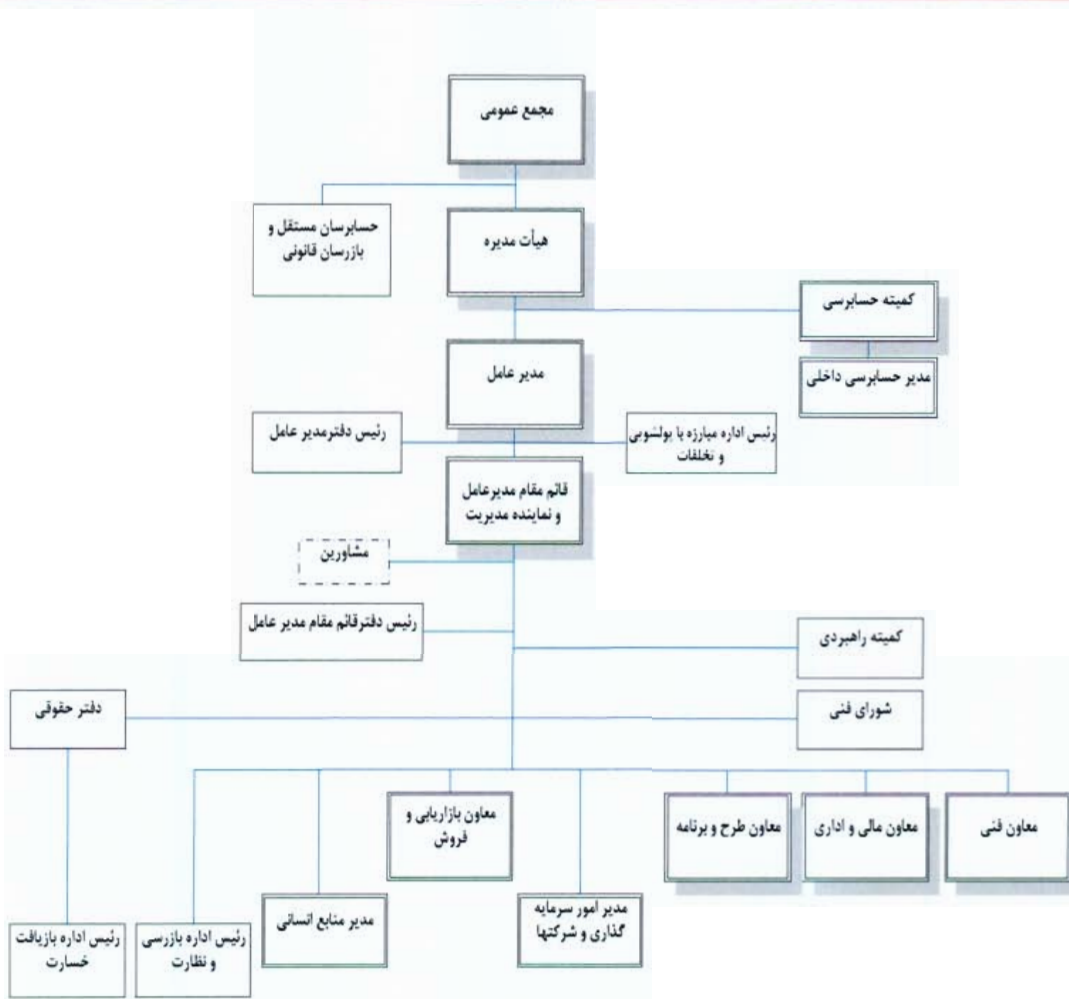 مجمع عمومی
حسابرسان مستقل و
بازرسان قانونی
هیأت مدیره
کمیته حسابرسی
مدیر عامل
مدیر حسابرسی داخلی
رئیس دفترمدیر عامل
رئیس اداره مبارزه با پولشویی
و تخلفات
قائم مقام مدیرعامل
و نماینده مدیریت
مشاورین
رئیس دفترقائم مقام مدیر عامل
کمیته راهبردی
دفتر حقوقی
شورای فنی
معاون فنی
معاون مالی و اداری
معاون طرح و برنامه
معاون بازاریابی و
فروش
مدیر امور سرمایه
گذاری و شرکتها
مدیر منابع انسانی
رئیس اداره بازرسی
و نظارت
رئیس اداره بازیافت
خسارت